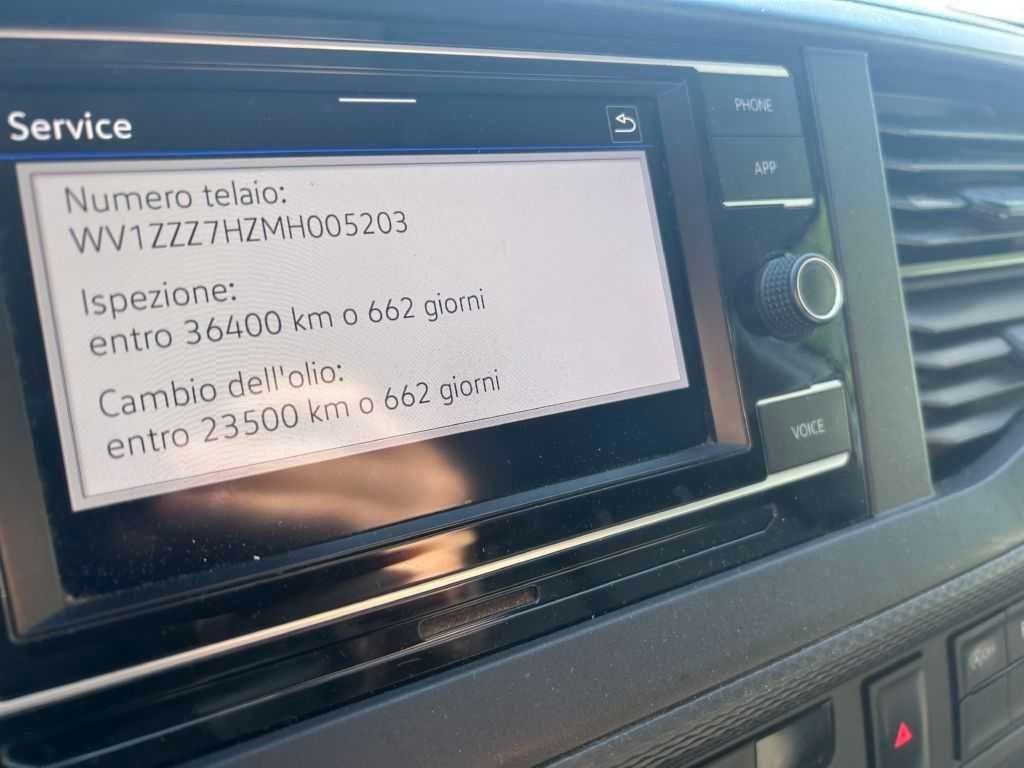 Service
Numero telaio:
WV1ZZZ7HZMH005203
Ispezione:
entro 36400 km o 662 giorni
Cambio dell'olio:
entro 23500 km o 662 giorni
PHONE
APP
VOICE